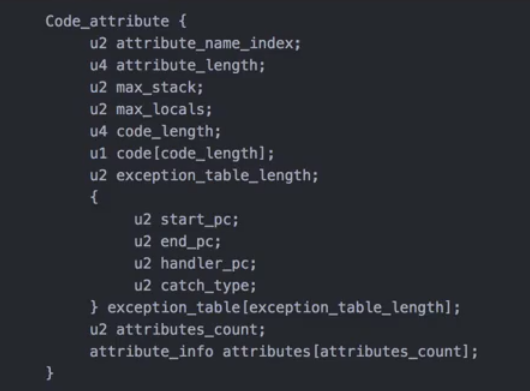 Code_attribute {
u2 attribute_name_index;
u4 attribute_length;
u2 max_stack;
u2 max_locals;
u4 code_length;
u1 code[code_length];
u2 exception_table_length;
{
u2 start_pc;
u2 end_pc;
u2 handler_pc;
u2 catch_type;
} exception_table[exception_table_length];
u2 attributes_count;
attribute_info attributes[attributes_count];
}